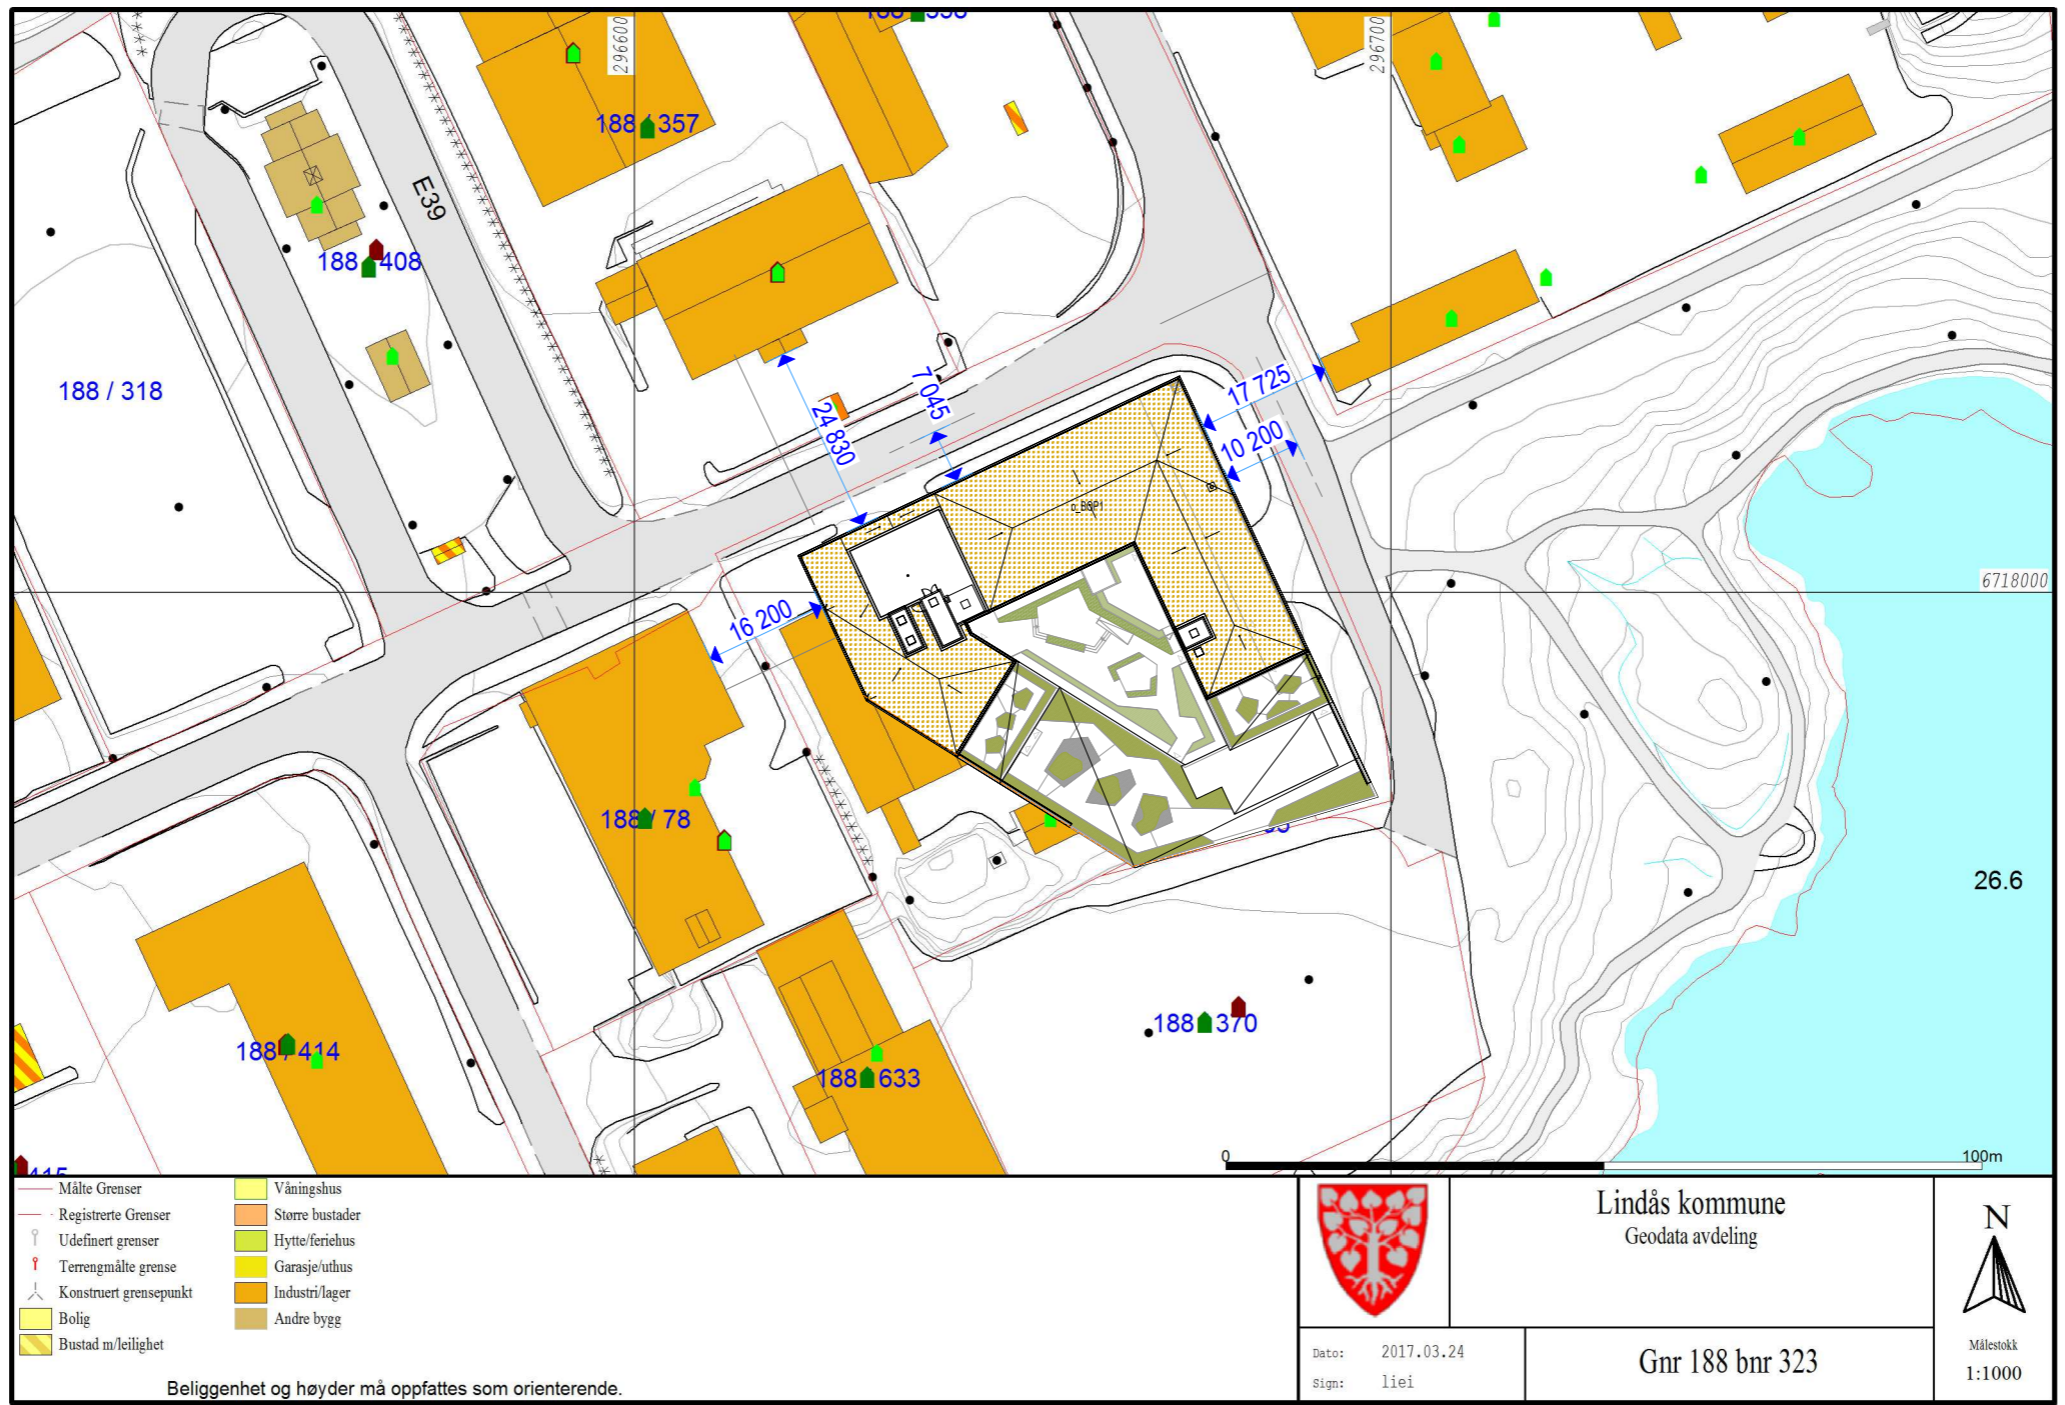 296600
296700
188 / 357
E39
188 408
188 / 318
7 045
17 725
24 830
10 200
o_BSP1
6718000
16 200
188 / 78
26.6
188 370
188 / 414
188 633
0
100m
Målte Grenser
Registrerte Grenser
Udefinert grenser
Terrengmålte grense
Konstruert grensepunkt
Bolig
Bustad m/leilighet
Våningshus
Større bustader
Hytte/feriehus
Garasje/uthus
Industri/lager
Andre bygg
Beliggenhet og høyder må oppfattes som orienterende.
Lindås kommune
Geodata avdeling
N
Målestokk
1:1000
Dato: 2017.03.24
Sign: liei
Gnr 188 bnr 323